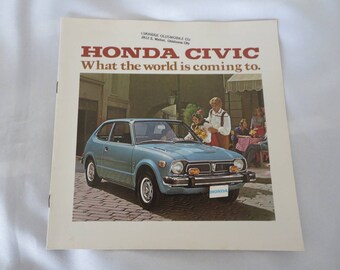 HONDA CIVIC
What the world is coming to.